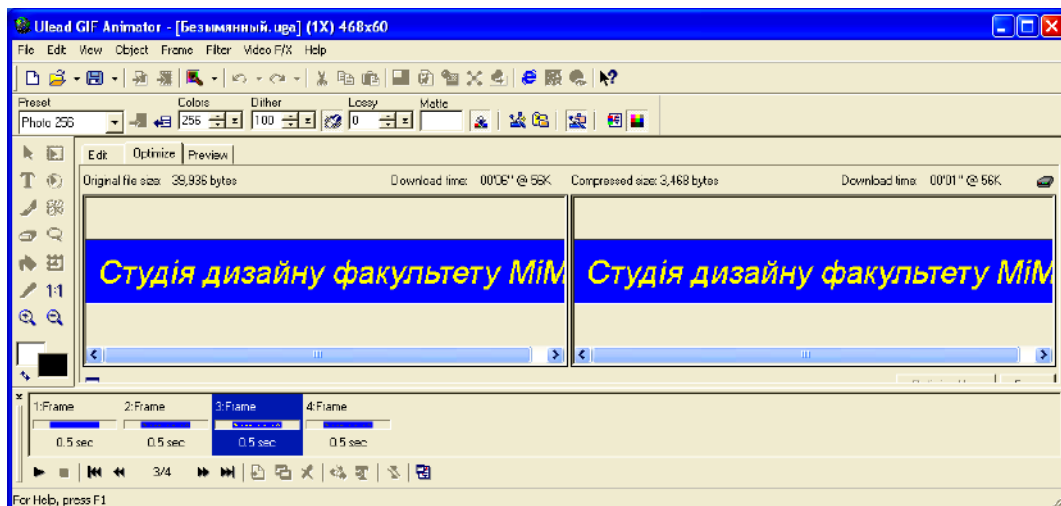 Ulead GIF Animator - [Безымянный.uga] (1X) 468x60
File Edit View Object Frame Filter Video F/X Help
Preset Colors Dither Lossy Matte
Photo 256 256 100 0
Edit Optimize Preview
Original file size: 39,936 bytes Download time: 00'06" @ 56K Compressed size: 3,468 bytes Download time: 00'01" @ 56K
Студія дизайну факультету МіМ Студія дизайну факультету МіМ
1:1
1:Frame 2:Frame 3:Frame 4:Frame
0.5 sec 0.5 sec 0.5 sec 0.5 sec
3/4
For Help, press F1